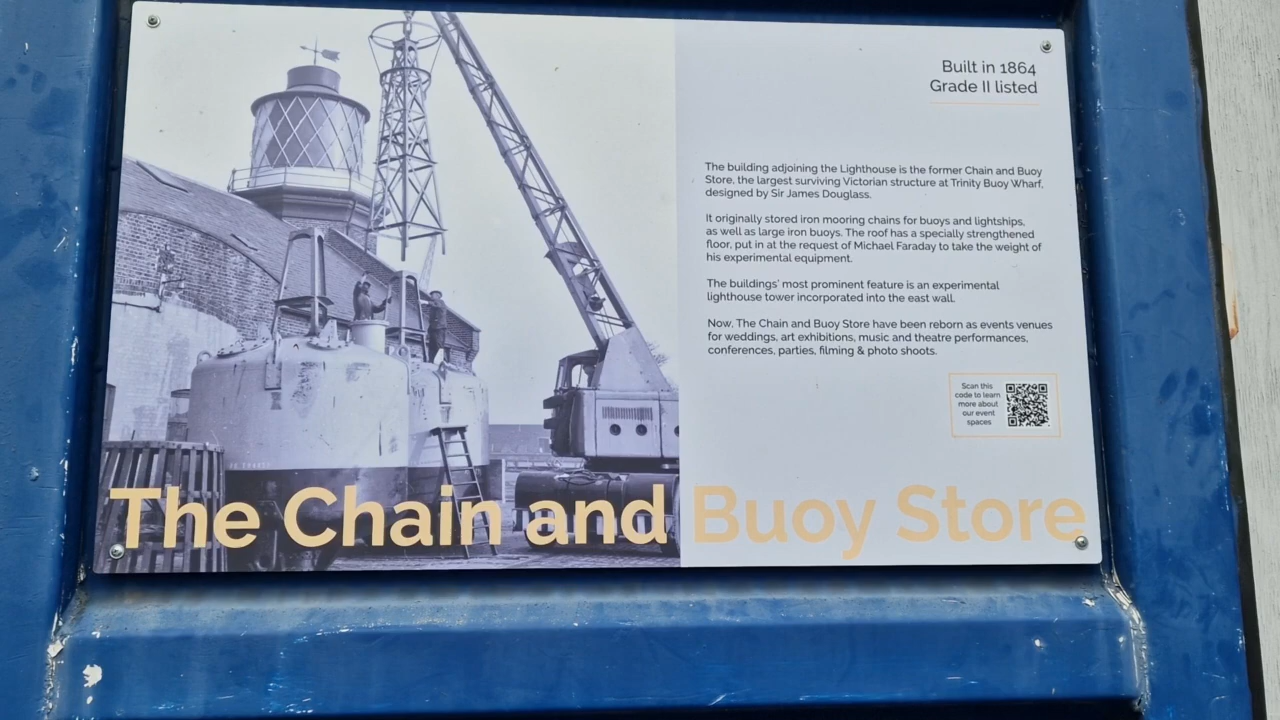 Built in 1864
Grade II listed
The building adjoining the Lighthouse is the former Chain and Buoy
Store, the largest surviving Victorian structure at Trinity Buoy Wharf,
designed by Sir James Douglass.
It originally stored iron mooring chains for buoys and lightships,
as well as large iron buoys. The roof has a specially strengthened
floor, put in at the request of Michael Faraday to take the weight of
his experimental equipment.
The buildings' most prominent feature is an experimental
lighthouse tower incorporated into the east wall.
Now, The Chain and Buoy Store have been reborn as events venues
for weddings, art exhibitions, music and theatre performances,
conferences, parties, filming & photo shoots.
Scan this
code to learn
more about
our event
spaces
The Chain and Buoy Store